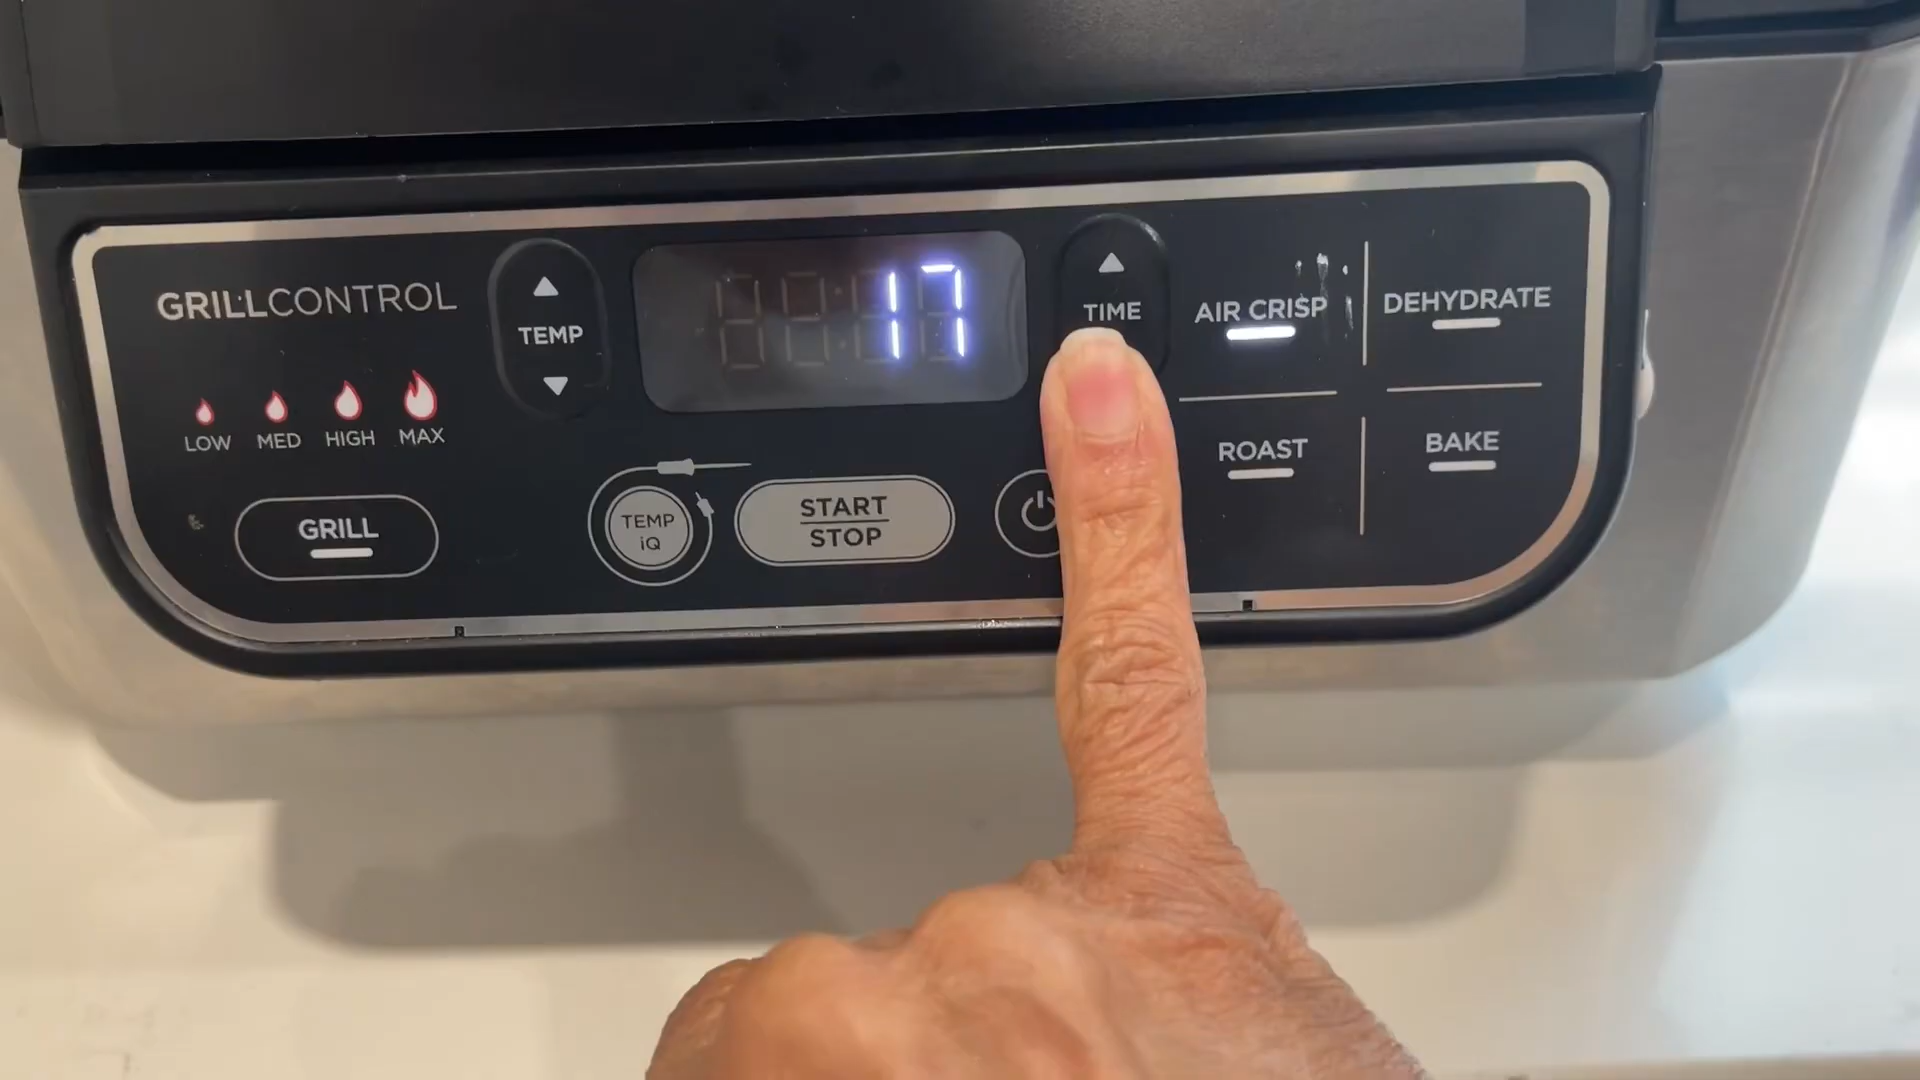 GRILLCONTROL
TEMP
17
TIME
AIR CRISP
DEHYDRATE
LOW
MED
HIGH
MAX
ROAST
BAKE
GRILL
TEMP
iQ
START
STOP